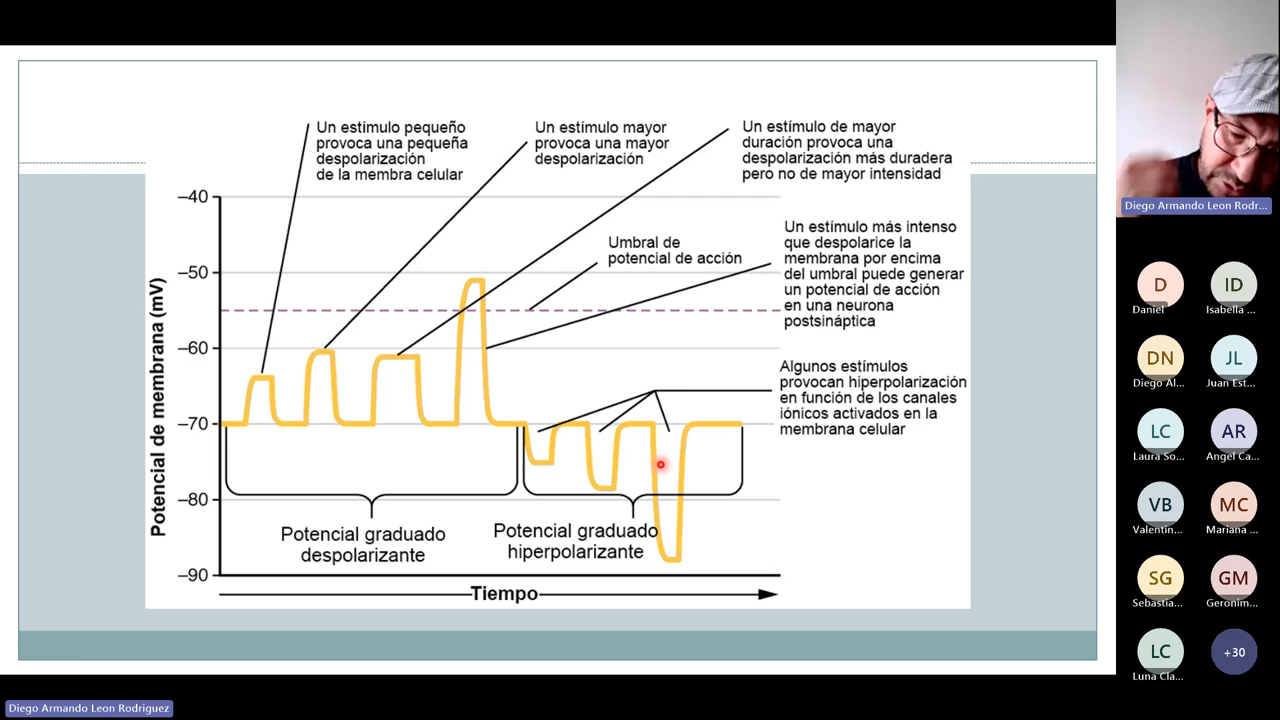 Un estímulo pequeño
provoca una pequeña
despolarización
de la membra celular
Un estímulo mayor
provoca una mayor
despolarización
Un estímulo de mayor
duración provoca una
despolarización más duradera
pero no de mayor intensidad
Umbral de
potencial de acción
Un estímulo más intenso
que despolarice la
membrana por encima
del umbral puede generar
un potencial de acción
en una neurona
postsináptica
Algunos estímulos
provocan hiperpolarización
en función de los canales
iónicos activados en la
membrana celular
Potencial de membrana (mV)
–40
–50
–60
–70
–80
–90
Potencial graduado
despolarizante
Potencial graduado
hiperpolarizante
Tiempo
Diego Armando Leon Rodr...
D
Daniel
ID
Isabella ...
DN
Diego Al...
JL
Juan Est...
LC
Laura So...
AR
Angel Ca...
VB
Valentin...
MC
Mariana ...
SG
Sebastia...
GM
Geronim...
LC
Luna Cla...
+30
Diego Armando Leon Rodriguez